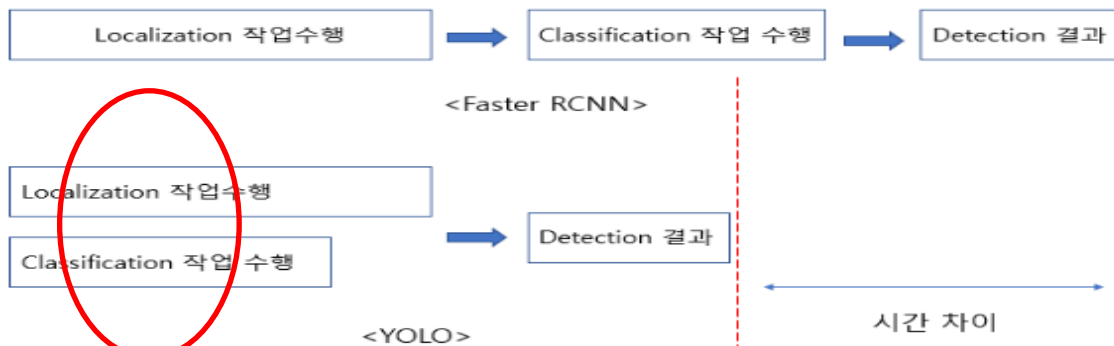 Localization 작업수행
Classification 작업 수행
Detection 결과
<Faster RCNN>
Localization 작업수행
Classification 작업 수행
Detection 결과
<YOLO>
시간 차이